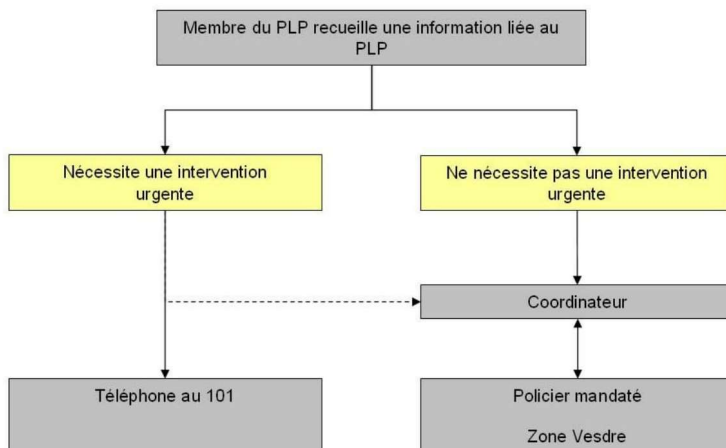 Membre du PLP recueille une information liée au
PLP
Nécessite une intervention
urgente
Ne nécessite pas une intervention
urgente
Coordinateur
Téléphone au 101
Policier mandaté
Zone Vesdre